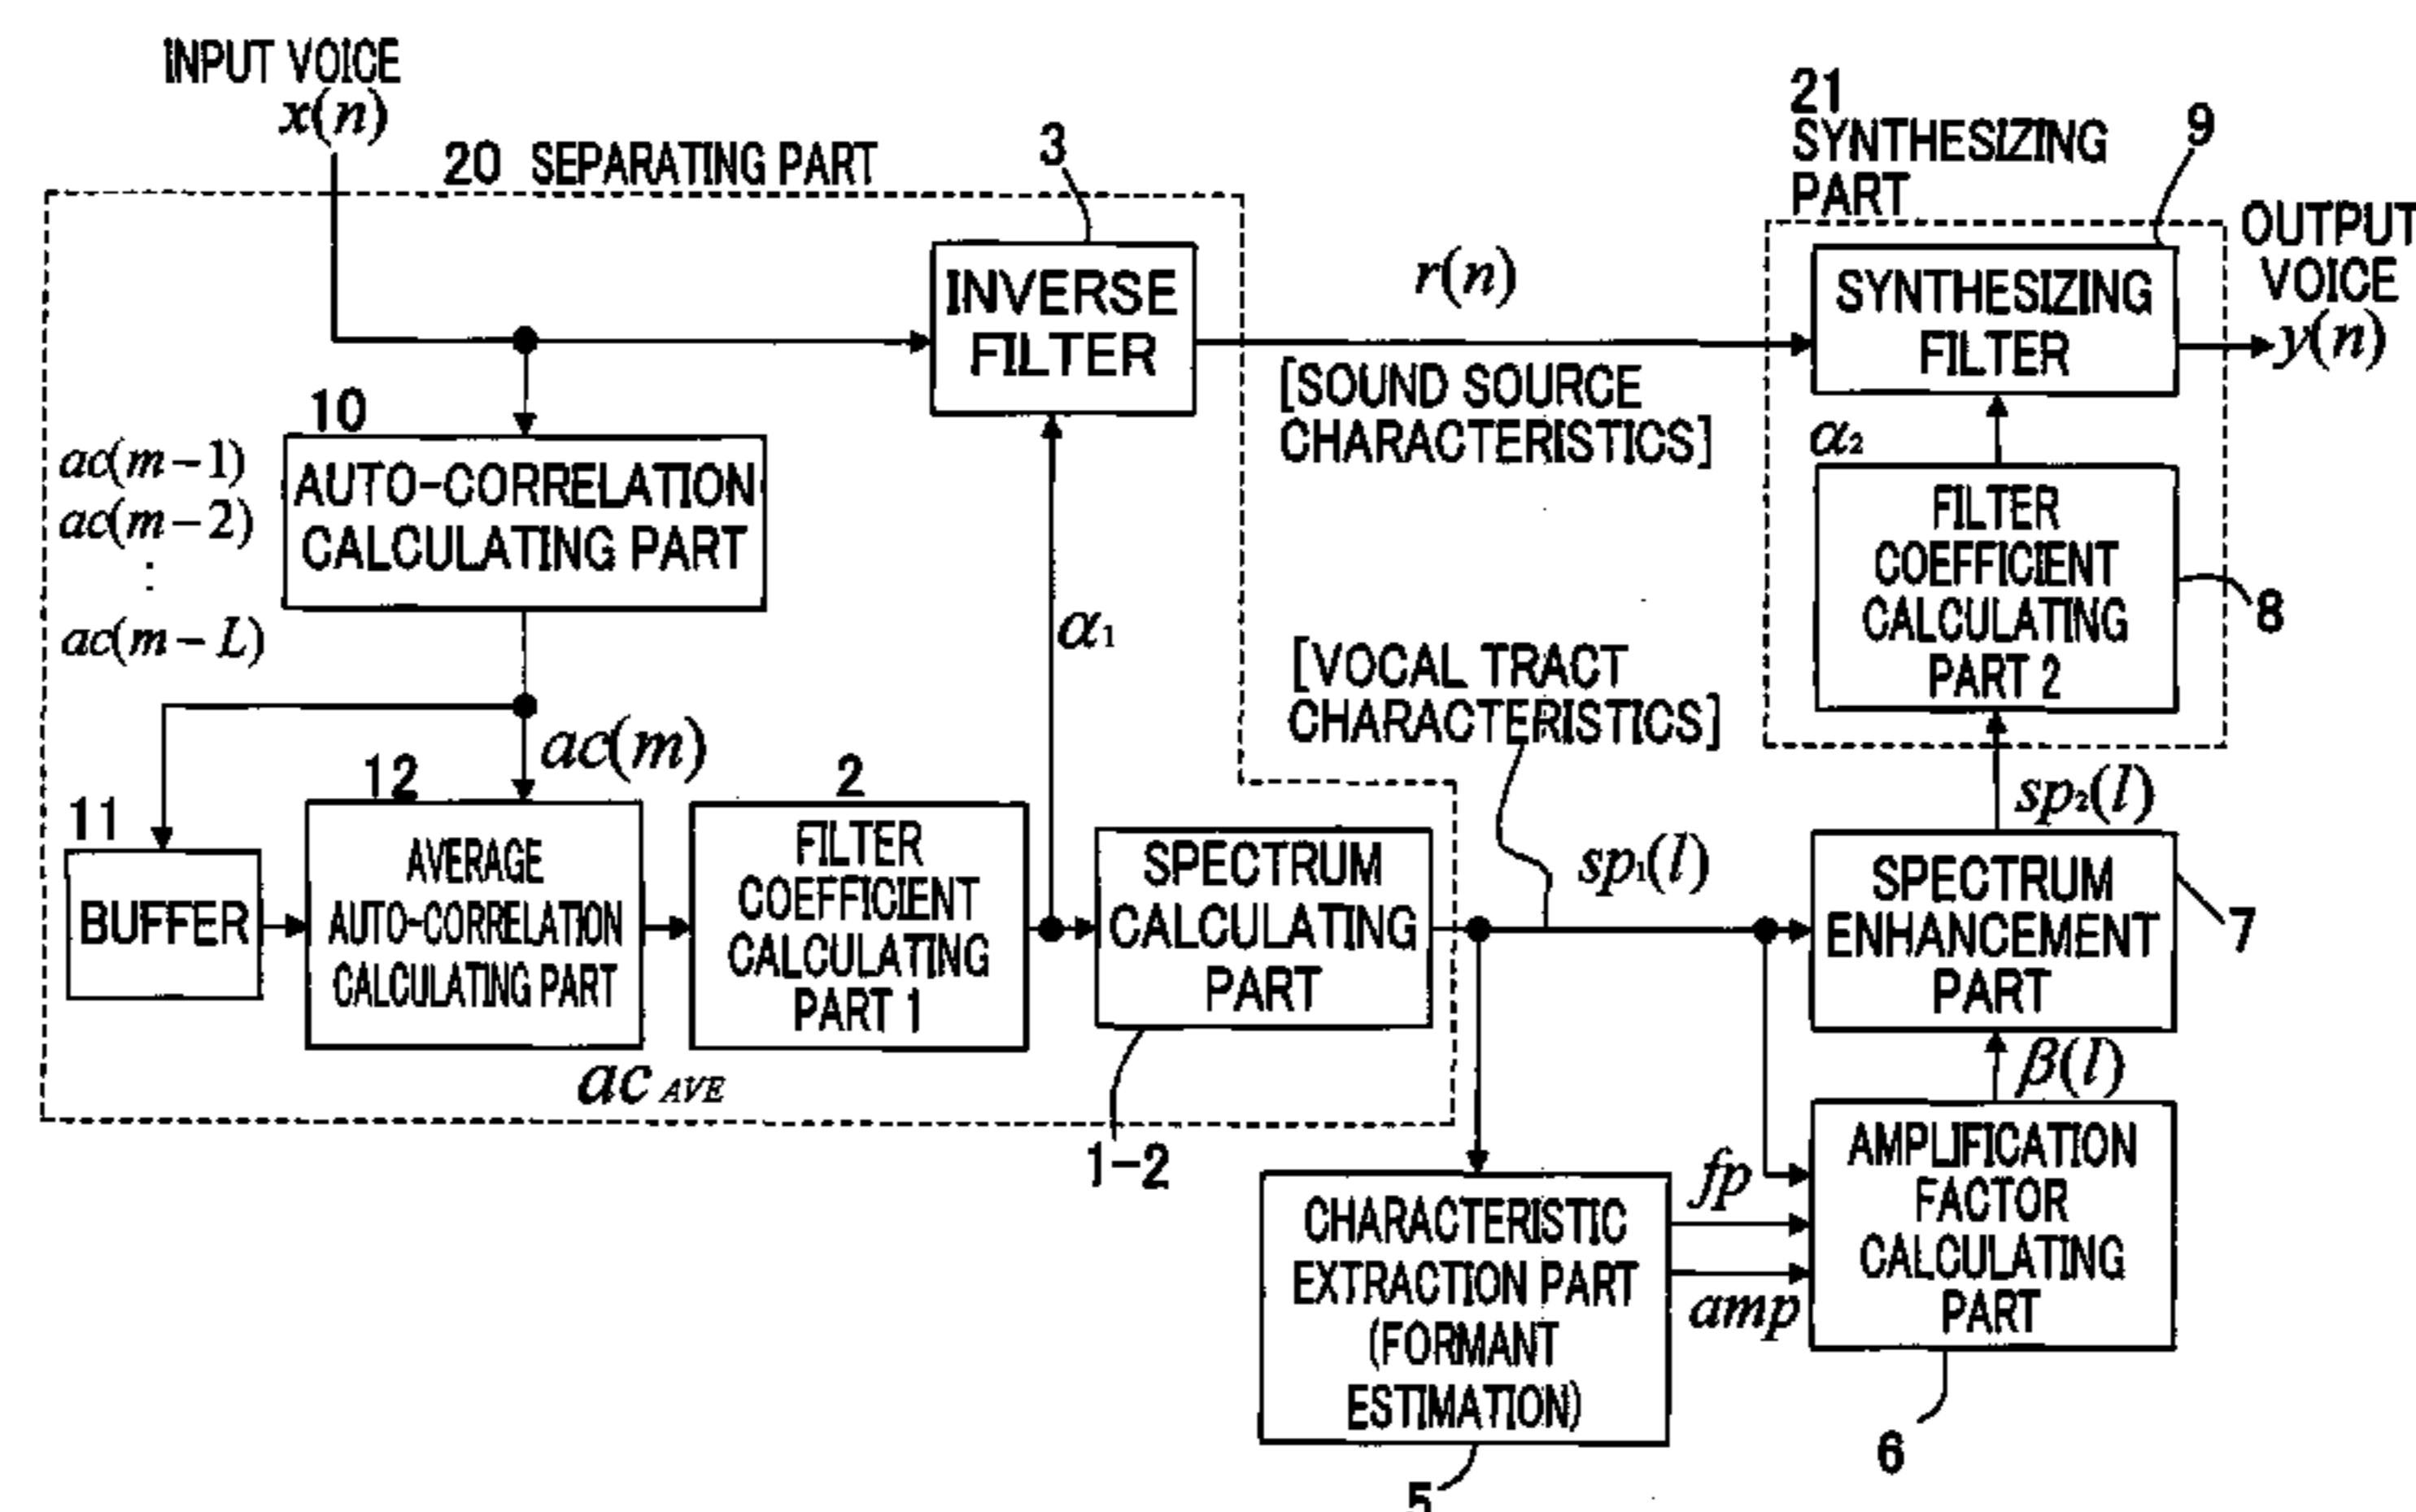 INPUT VOICE
x(n)
20 SEPARATING PART
3
INVERSE
FILTER
r(n)
[SOUND SOURCE
CHARACTERISTICS]
21
SYNTHESIZING
PART
9
SYNTHESIZING
FILTER
OUTPUT
VOICE
y(n)
α₂
FILTER
COEFFICIENT
CALCULATING
PART 2
8
10
AUTO-CORRELATION
CALCULATING PART
ac(m-1)
ac(m-2)
⋮
ac(m-L)
ac(m)
α₁
[VOCAL TRACT
CHARACTERISTICS]
11
BUFFER
12
AVERAGE
AUTO-CORRELATION
CALCULATING PART
ac AVE
2
FILTER
COEFFICIENT
CALCULATING
PART 1
SPECTRUM
CALCULATING
PART
1-2
sp₁(l)
sp₂(l)
SPECTRUM
ENHANCEMENT
PART
7
β(l)
CHARACTERISTIC
EXTRACTION PART
(FORMANT
ESTIMATION)
5
fp
amp
AMPLIFICATION
FACTOR
CALCULATING
PART
6